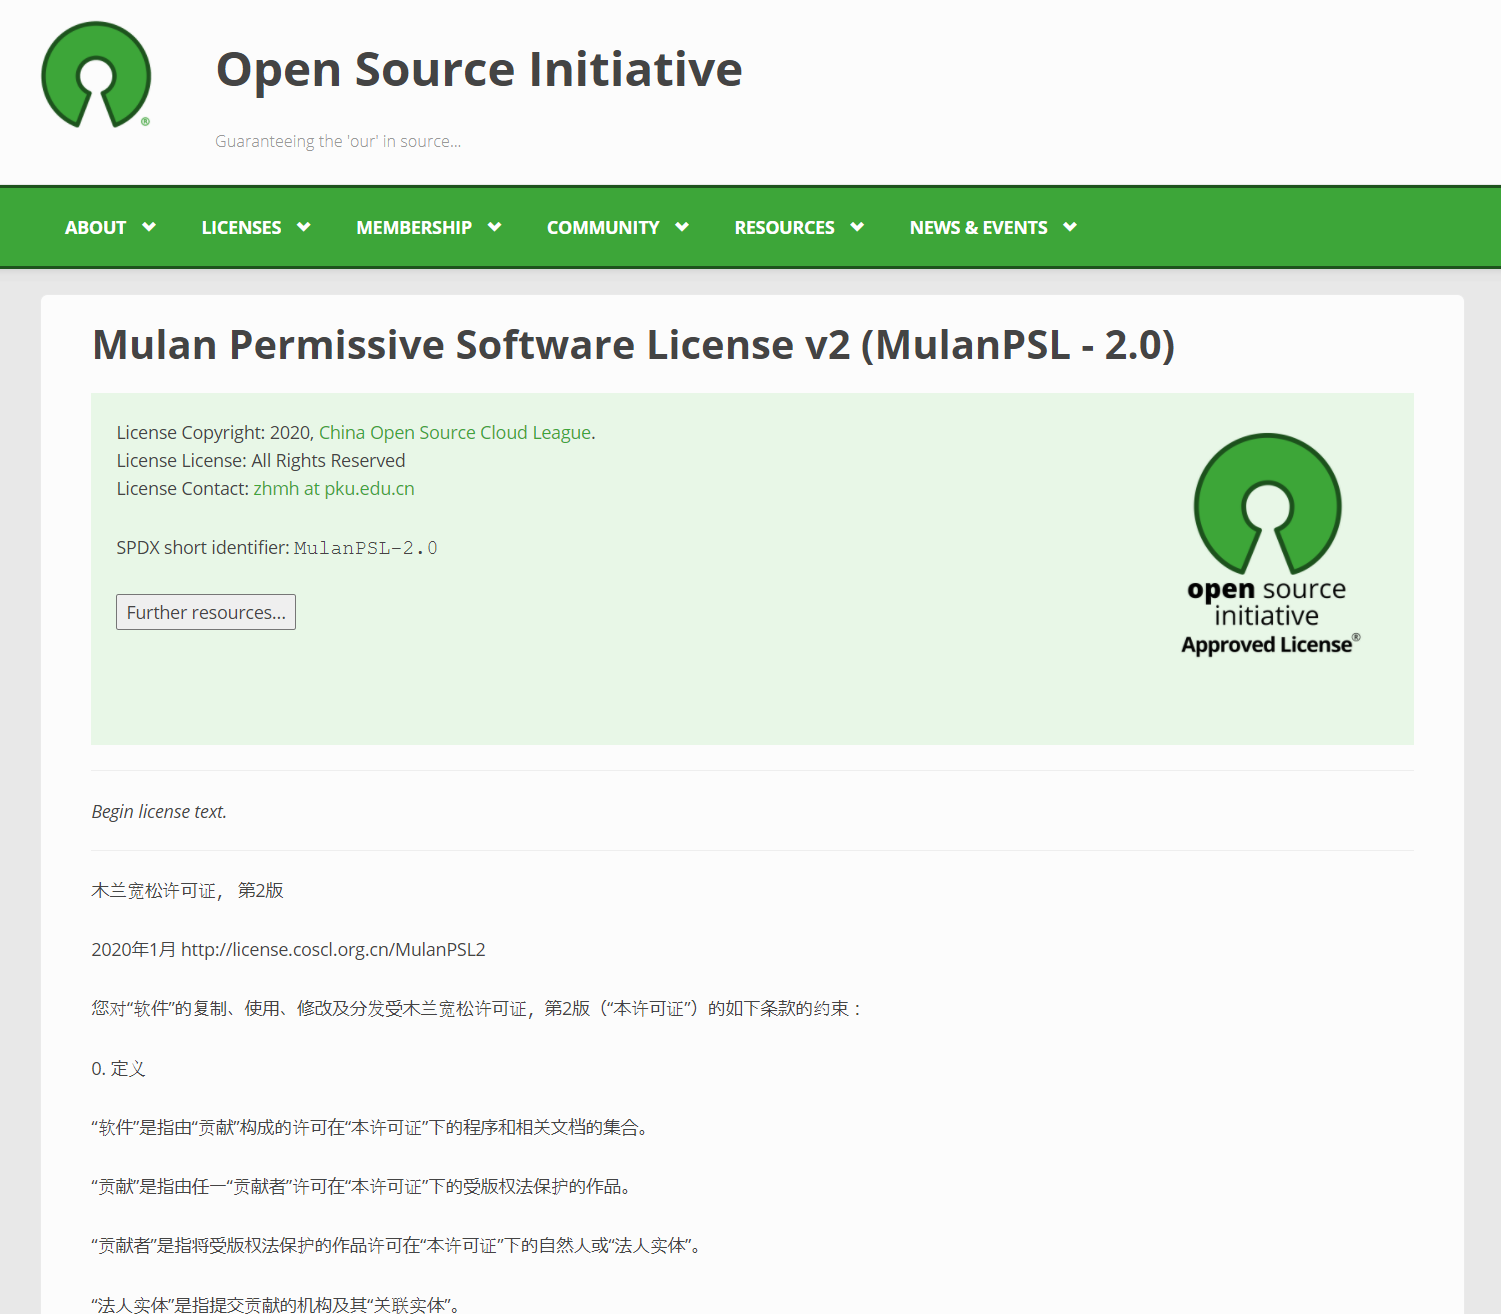 Open Source Initiative
Guaranteeing the 'our' in source...
ABOUT LICENSES MEMBERSHIP COMMUNITY RESOURCES NEWS & EVENTS
Mulan Permissive Software License v2 (MulanPSL - 2.0)
License Copyright: 2020, China Open Source Cloud League.
License License: All Rights Reserved
License Contact: zhmh at pku.edu.cn
SPDX short identifier: MulanPSL-2.0
Further resources...
open source
initiative
Approved License®
Begin license text.
木兰宽松许可证， 第2版
2020年1月 http://license.coscl.org.cn/MulanPSL2
您对“软件”的复制、使用、修改及分发受木兰宽松许可证，第2版（“本许可证”）的如下条款的约束：
0. 定义
“软件”是指由“贡献”构成的许可在“本许可证”下的程序和相关文档的集合。
“贡献”是指由任一“贡献者”许可在“本许可证”下的受版权法保护的作品。
“贡献者”是指将受版权法保护的作品许可在“本许可证”下的自然人或“法人实体”。
“法人实体”是指提交贡献的机构及其“关联实体”。